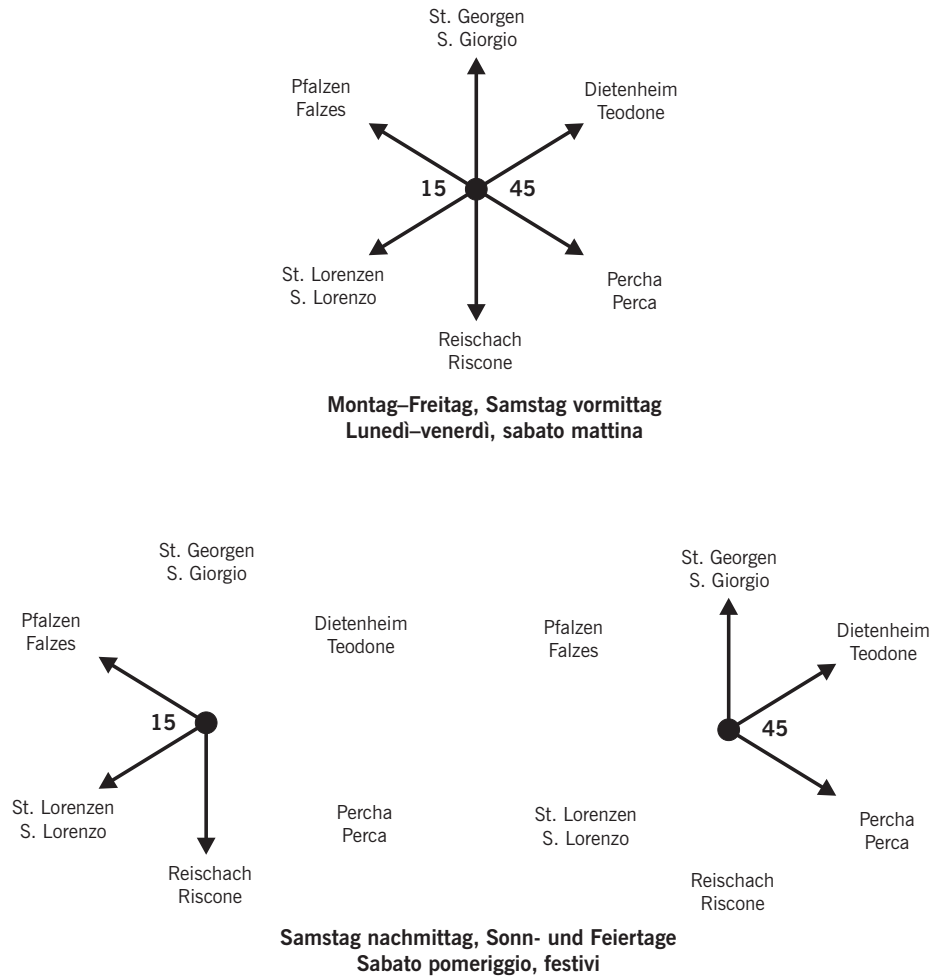 St. Georgen
S. Giorgio
Pfalzen
Falzes
Dietenheim
Teodone
15
45
St. Lorenzen
S. Lorenzo
Percha
Perca
Reischach
Riscone
Montag–Freitag, Samstag vormittag
Lunedì–venerdì, sabato mattina
St. Georgen
S. Giorgio
Pfalzen
Falzes
Dietenheim
Teodone
15
St. Lorenzen
S. Lorenzo
Percha
Perca
Reischach
Riscone
St. Georgen
S. Giorgio
Pfalzen
Falzes
Dietenheim
Teodone
45
St. Lorenzen
S. Lorenzo
Percha
Perca
Reischach
Riscone
Samstag nachmittag, Sonn- und Feiertage
Sabato pomeriggio, festivi